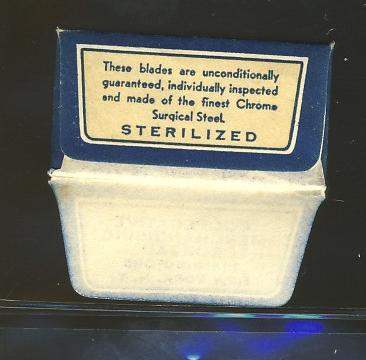 These blades are unconditionally
guaranteed, individually inspected
and made of the finest Chrome
Surgical Steel.
STERILIZED